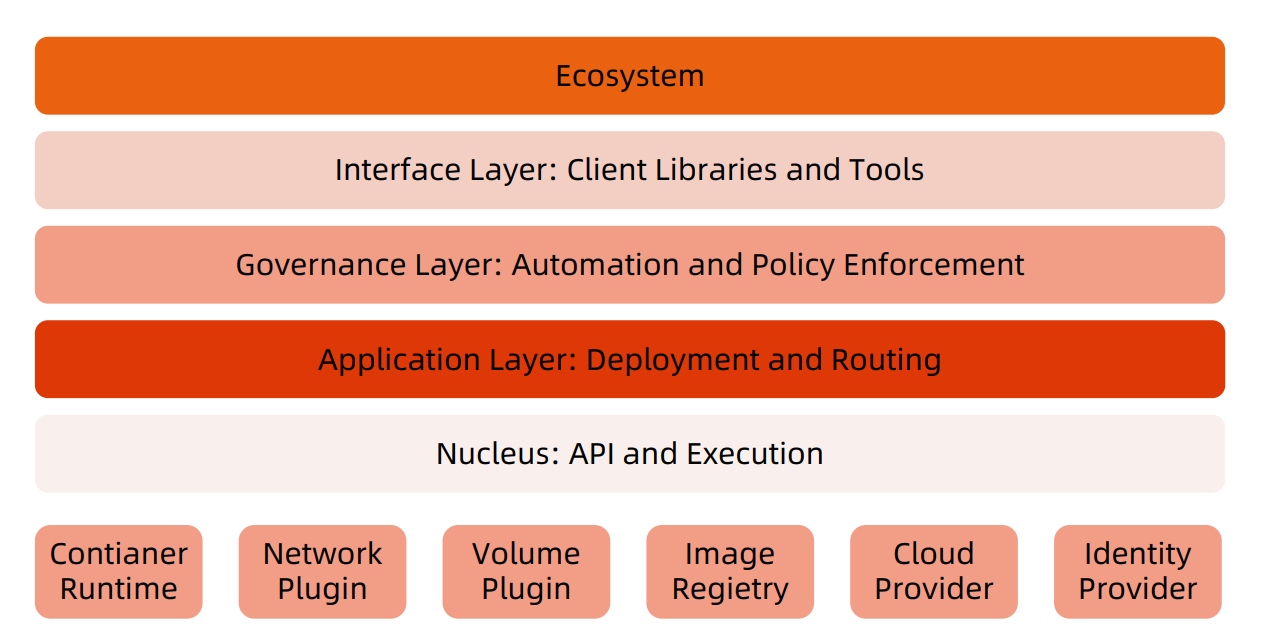 Ecosystem
Interface Layer: Client Libraries and Tools
Governance Layer: Automation and Policy Enforcement
Application Layer: Deployment and Routing
Nucleus: API and Execution
Contianer
Runtime
Network
Plugin
Volume
Plugin
Image
Regietry
Cloud
Provider
Identity
Provider